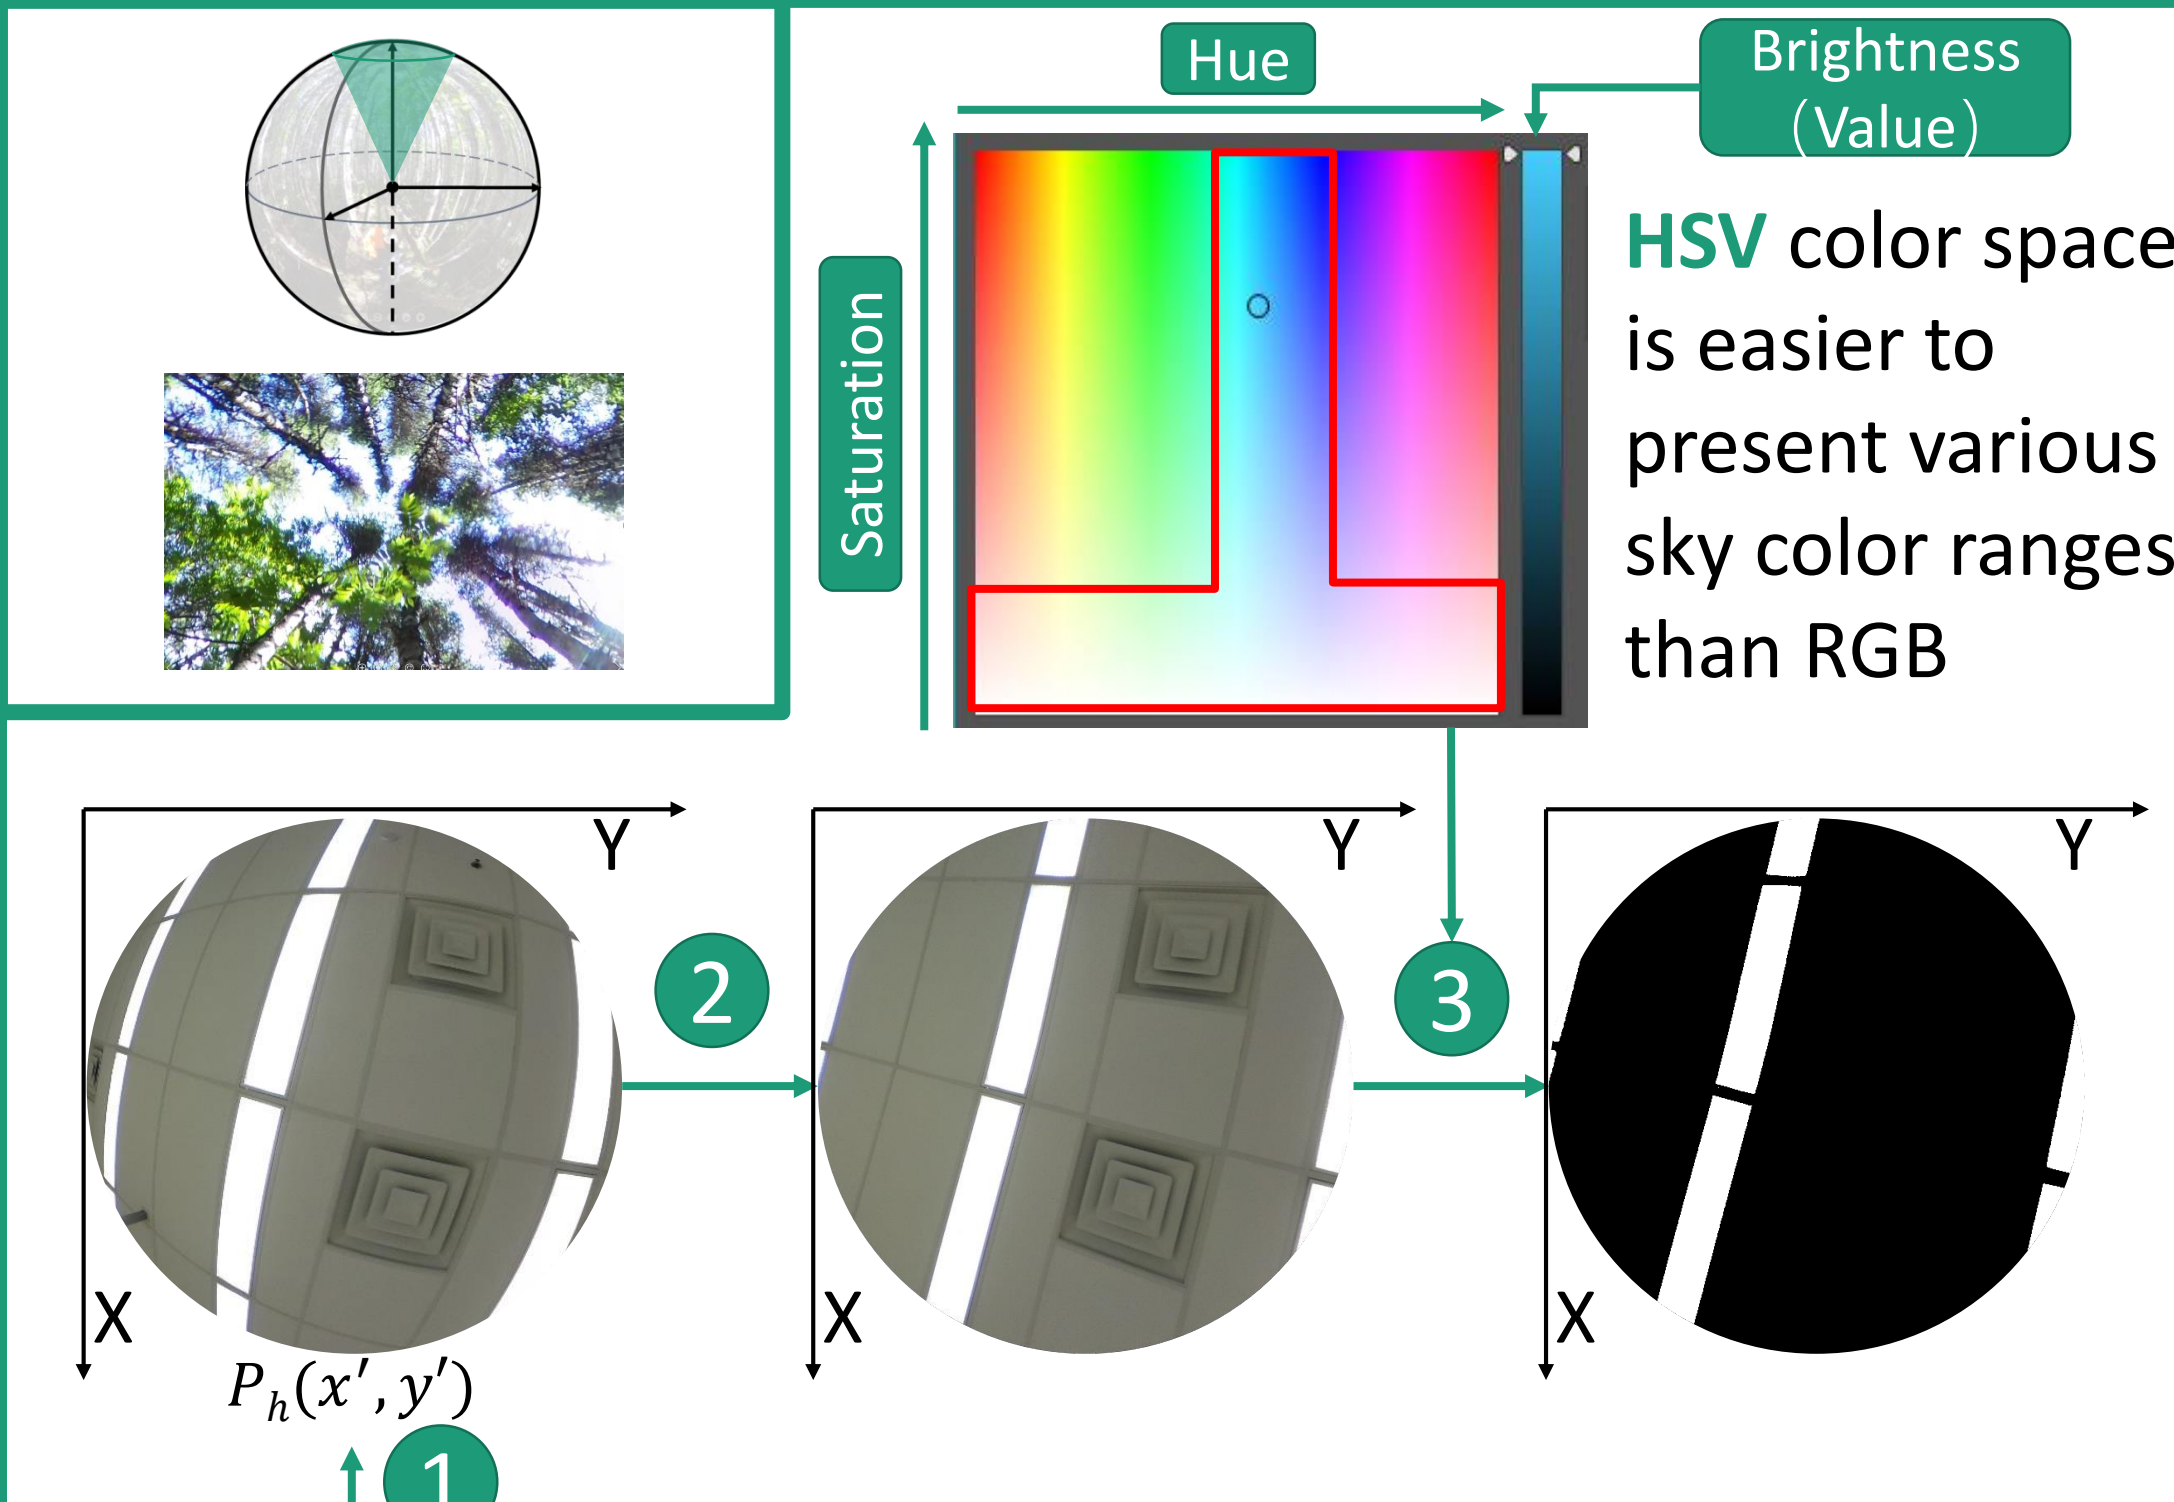 Hue
Brightness
（Value）
Saturation
HSV color space
is easier to
present various
sky color ranges
than RGB
Y
Y
Y
2
3
X
X
X
P_h(x′, y′)
1